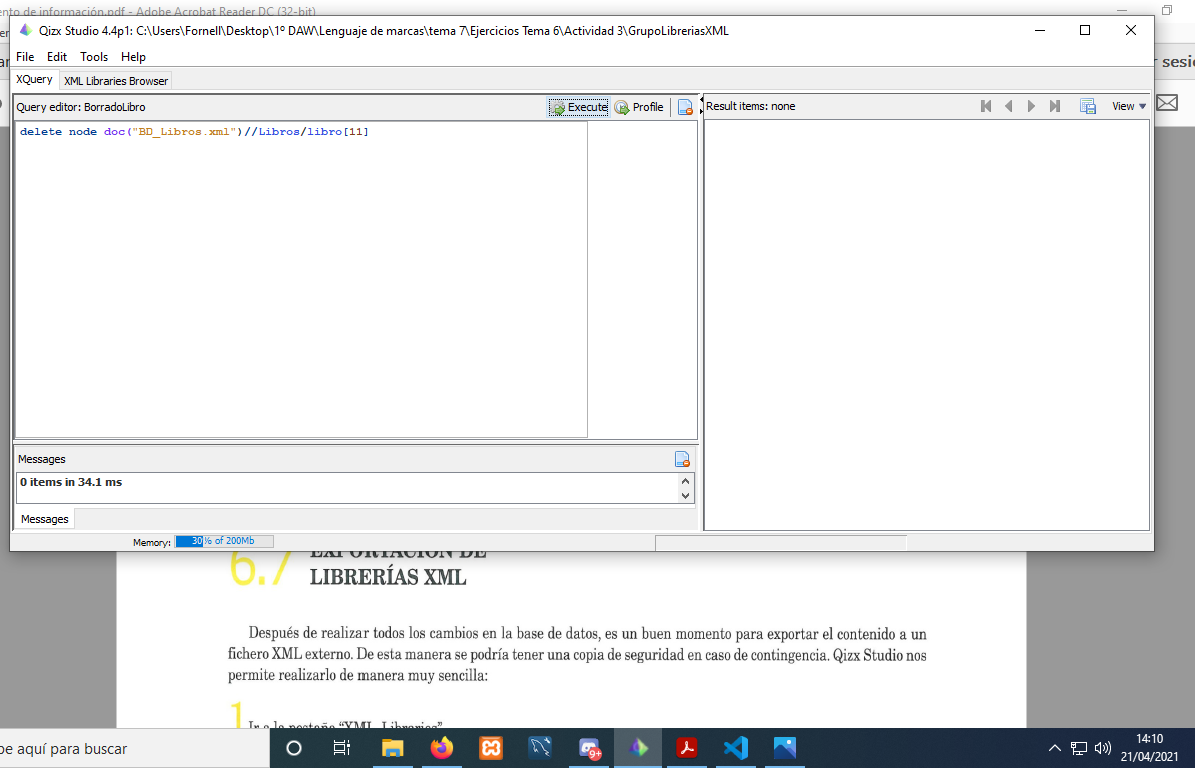 nto de información.pdf - Adobe Acrobat Reader DC (32-bit)
Qizx Studio 4.4p1: C:\Users\Fornell\Desktop\1º DAW\Lenguaje de marcas\tema 7\Ejercicios Tema 6\Actividad 3\GrupoLibreriasXML
File Edit Tools Help
r sesi
XQuery XML Libraries Browser
Query editor: BorradoLibro Execute Profile Result items: none View
delete node doc("BD_Libros.xml")//Libros/libro[11]
Messages
0 items in 34.1 ms
Messages
Memory: 30% of 200Mb
6.7 EXPORTACIÓN DE
LIBRERÍAS XML
Después de realizar todos los cambios en la base de datos, es un buen momento para exportar el contenido a un
fichero XML externo. De esta manera se podría tener una copia de seguridad en caso de contingencia. Qizx Studio nos
permite realizarlo de manera muy sencilla:
1 Ir a la pestaña “XML Libraries”
be aquí para buscar
9+
14:10
21/04/2021